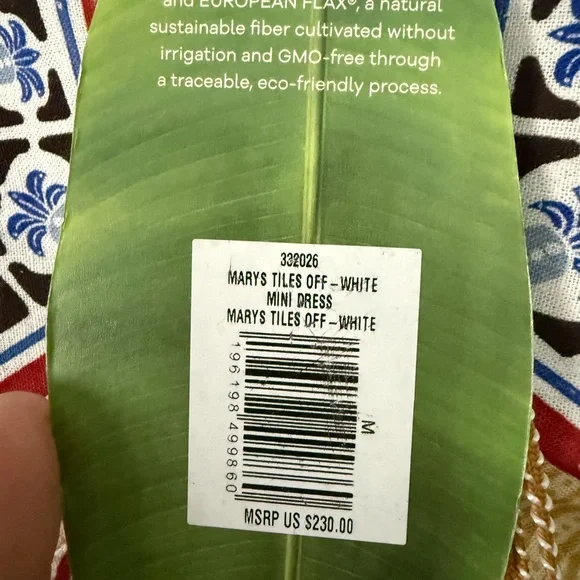 and EUROPEAN FLAX®, a natural
sustainable fiber cultivated without
irrigation and GMO-free through
a traceable, eco-friendly process.
332026
MARYS TILES OFF-WHITE
MINI DRESS
MARYS TILES OFF-WHITE
196198499860
M
MSRP US $230.00